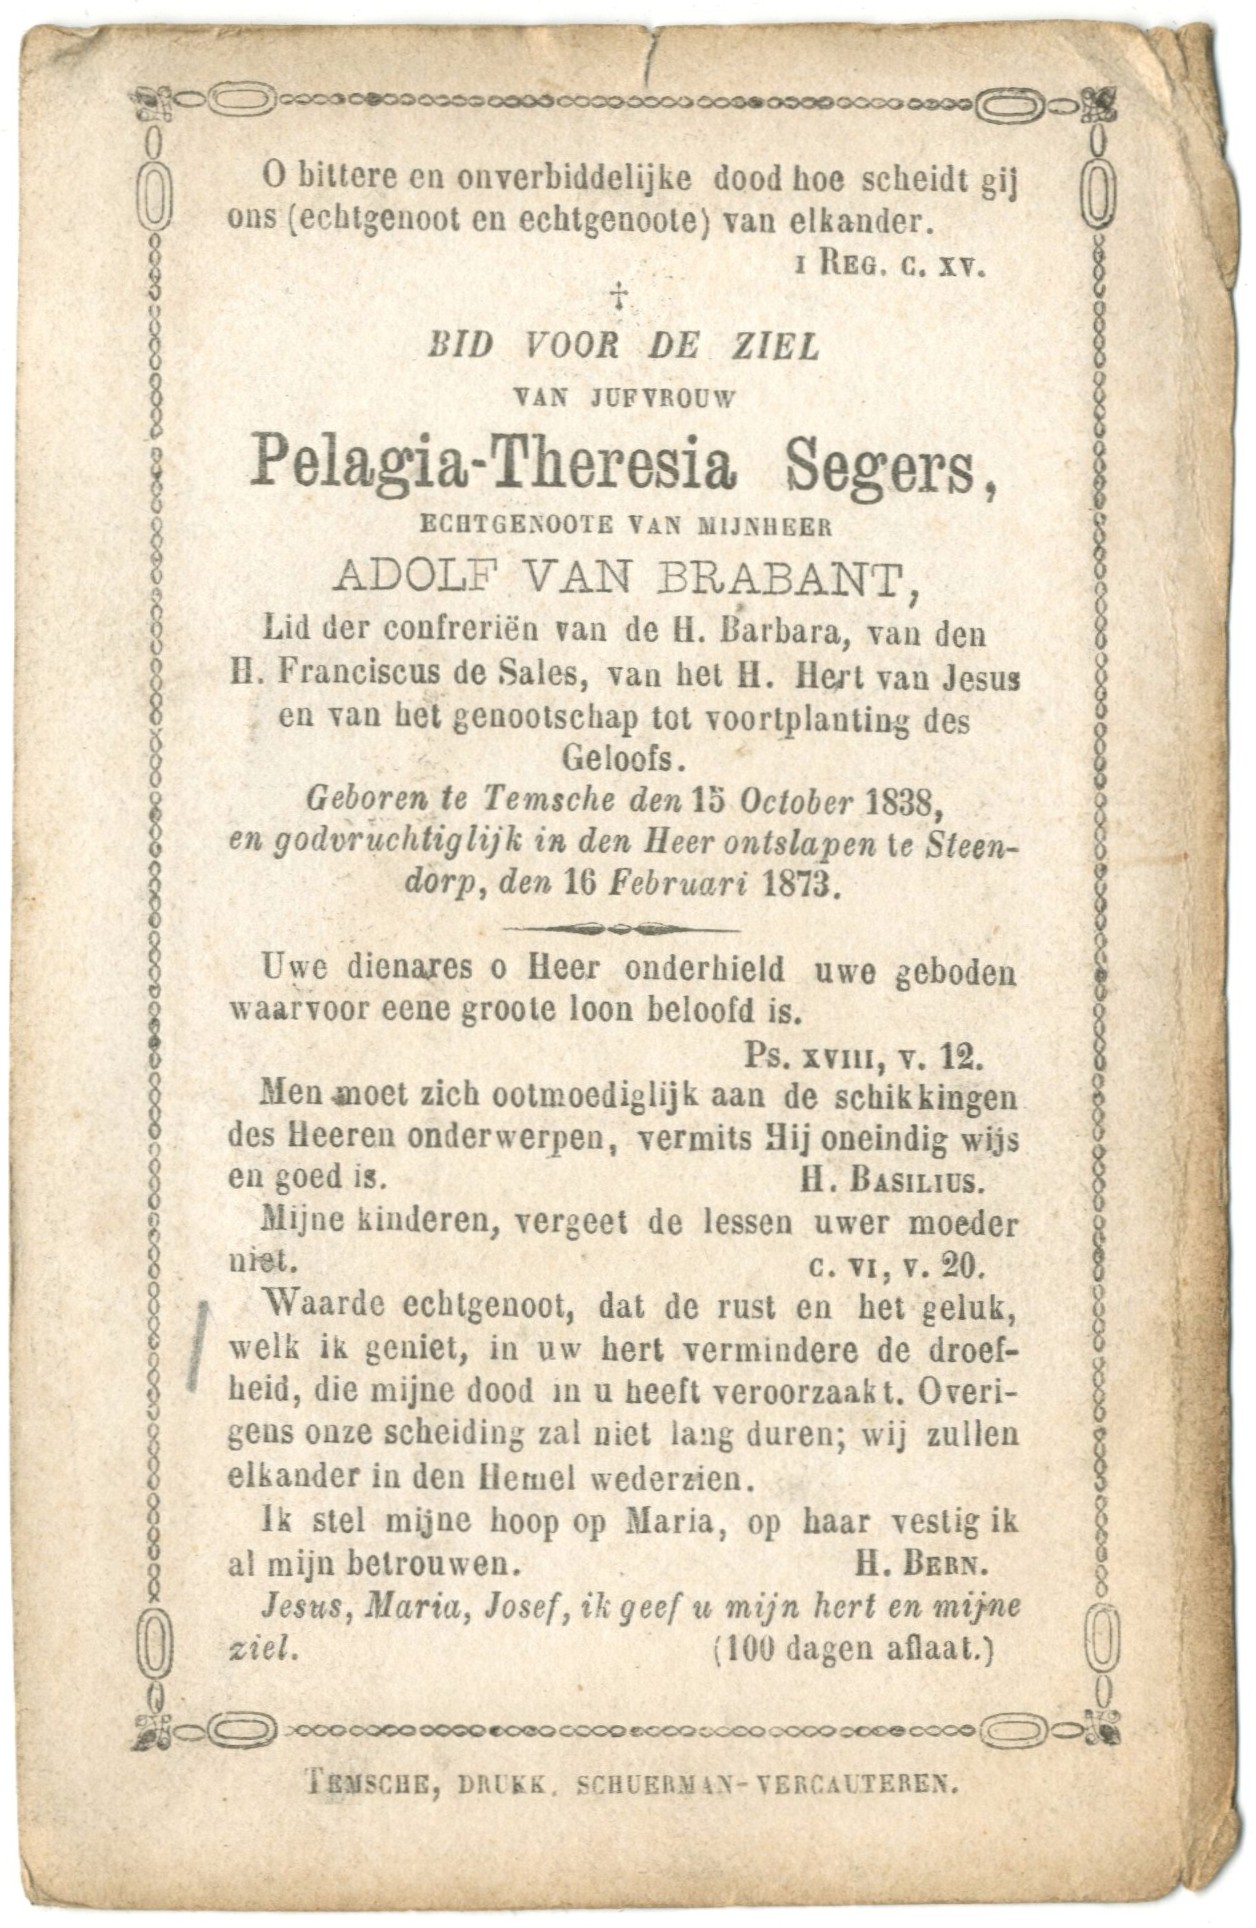 O bittere en onverbiddelijke dood hoe scheidt gij
ons (echtgenoot en echtgenoote) van elkander.
I REG. C. XV.
†
BID VOOR DE ZIEL
VAN JUFVROUW
Pelagia-Theresia Segers,
ECHTGENOOTE VAN MIJNHEER
ADOLF VAN BRABANT,
Lid der confreriën van de H. Barbara, van den
H. Franciscus de Sales, van het H. Hert van Jesus
en van het genootschap tot voortplanting des
Geloofs.
Geboren te Temsche den 15 October 1838,
en godvruchtiglijk in den Heer ontslapen te Steen-
dorp, den 16 Februari 1873.
Uwe dienares o Heer onderhield uwe geboden
waarvoor eene groote loon beloofd is.
Ps. XVIII, V. 12.
Men moet zich ootmoediglijk aan de schikkingen
des Heeren onderwerpen, vermits Hij oneindig wijs
en goed is. H. BASILIUS.
Mijne kinderen, vergeet de lessen uwer moeder
niet. C. VI, V. 20.
Waarde echtgenoot, dat de rust en het geluk,
welk ik geniet, in uw hert vermindere de droef-
heid, die mijne dood in u heeft veroorzaakt. Overi-
gens onze scheiding zal niet lang duren; wij zullen
elkander in den Hemel wederzien.
Ik stel mijne hoop op Maria, op haar vestig ik
al mijn betrouwen. H. BERN.
Jesus, Maria, Josef, ik geef u mijn hert en mijne
ziel. (100 dagen aflaat.)
TEMSCHE, DRUKK. SCHUERMAN-VERCAUTEREN.